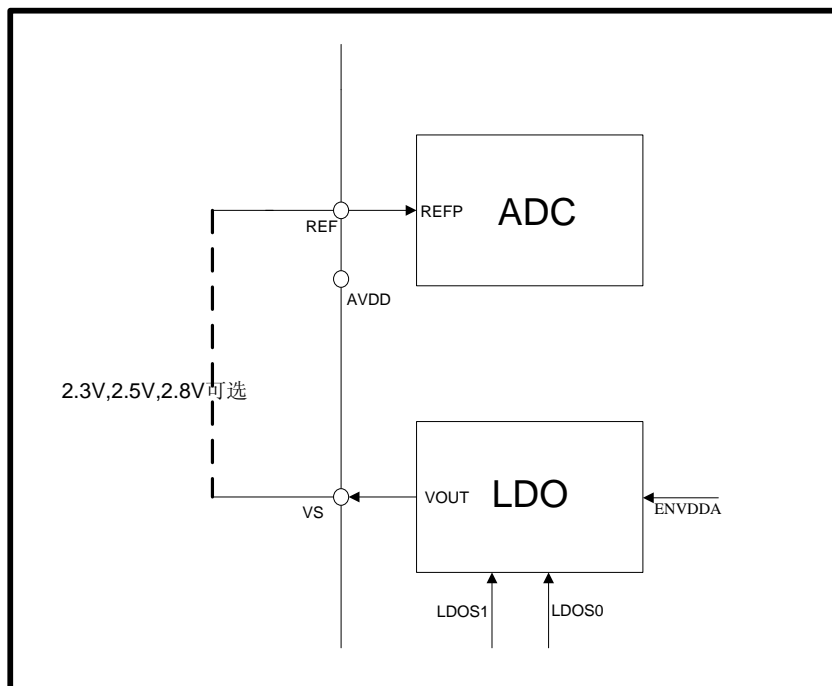 REF
REFP
ADC
AVDD
2.3V,2.5V,2.8V可选
VS
VOUT
LDO
ENVDDA
LDOS1
LDOS0